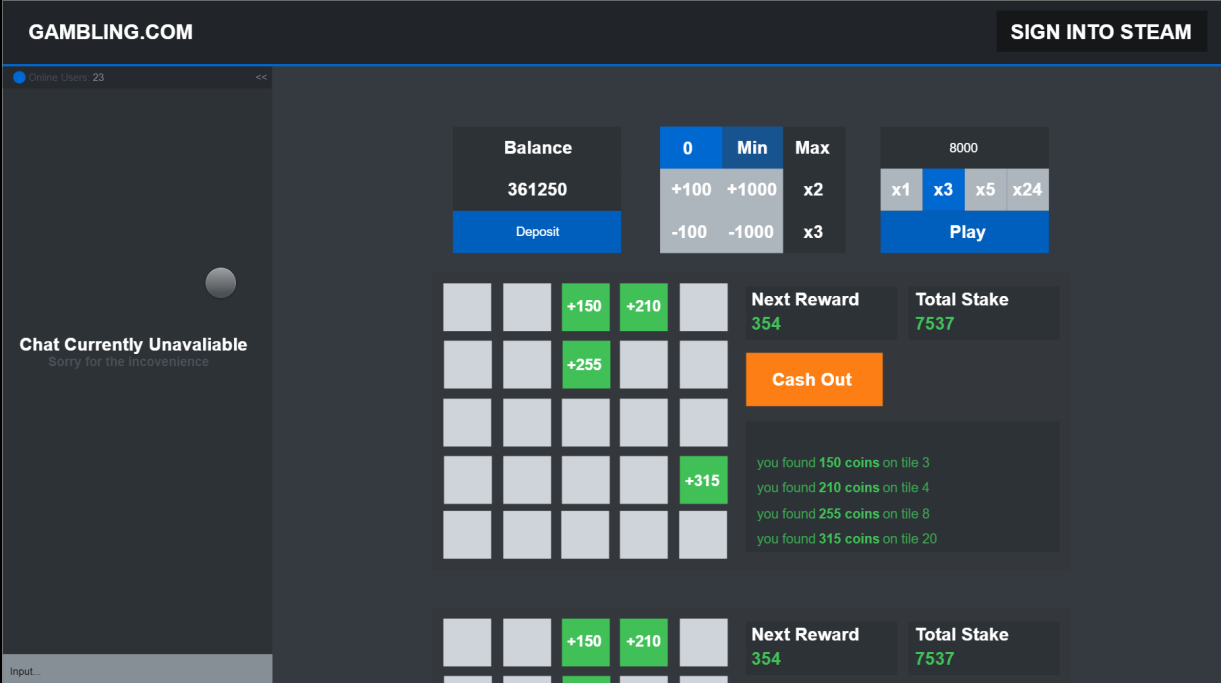 GAMBLING.COM
SIGN INTO STEAM
Online Users: 23
<<
Chat Currently Unavaliable
Sorry for the incovenience
Input...
Balance
361250
Deposit
0 Min Max
+100 +1000 x2
-100 -1000 x3
8000
x1 x3 x5 x24
Play
+150 +210
+255
+315
Next Reward
354
Total Stake
7537
Cash Out
you found 150 coins on tile 3
you found 210 coins on tile 4
you found 255 coins on tile 8
you found 315 coins on tile 20
+150 +210
Next Reward
354
Total Stake
7537